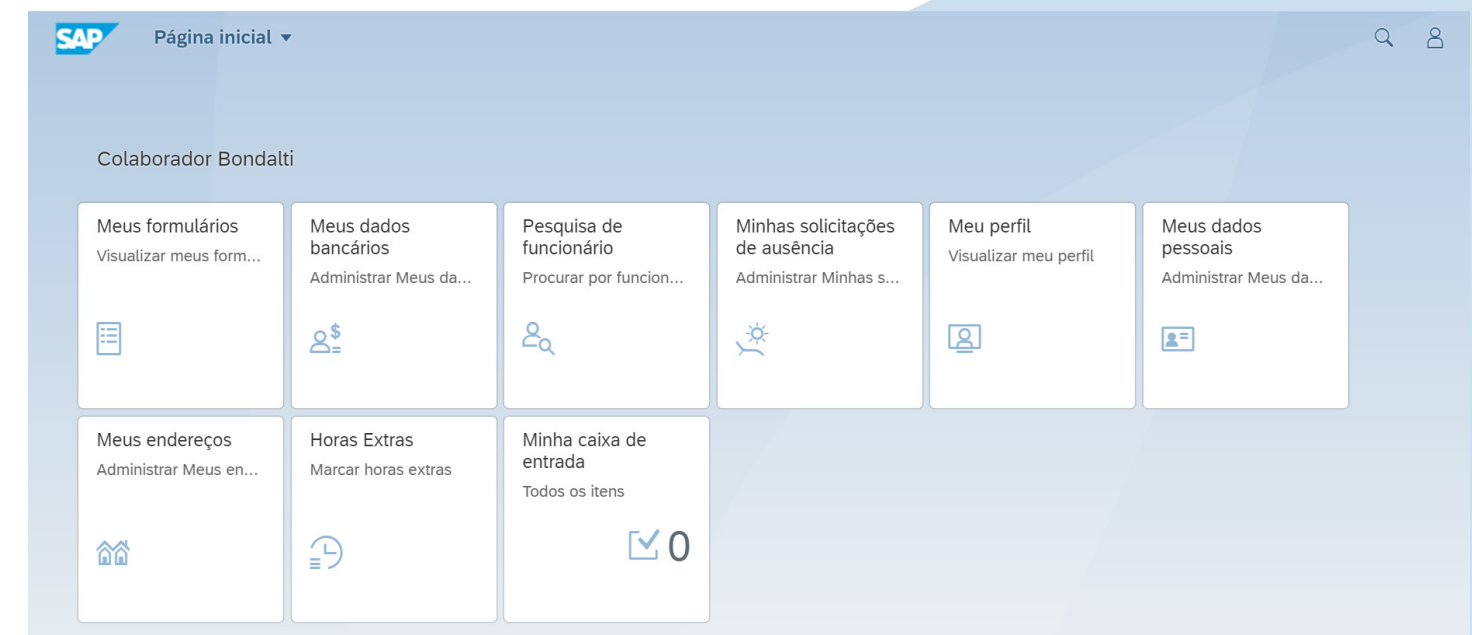 SAP Página inicial
Colaborador Bondalti
Meus formulários
Visualizar meus form...
Meus dados
bancários
Administrar Meus da...
Pesquisa de
funcionário
Procurar por funcion...
Minhas solicitações
de ausência
Administrar Minhas s...
Meu perfil
Visualizar meu perfil
Meus dados
pessoais
Administrar Meus da...
Meus endereços
Administrar Meus en...
Horas Extras
Marcar horas extras
Minha caixa de
entrada
Todos os itens
0